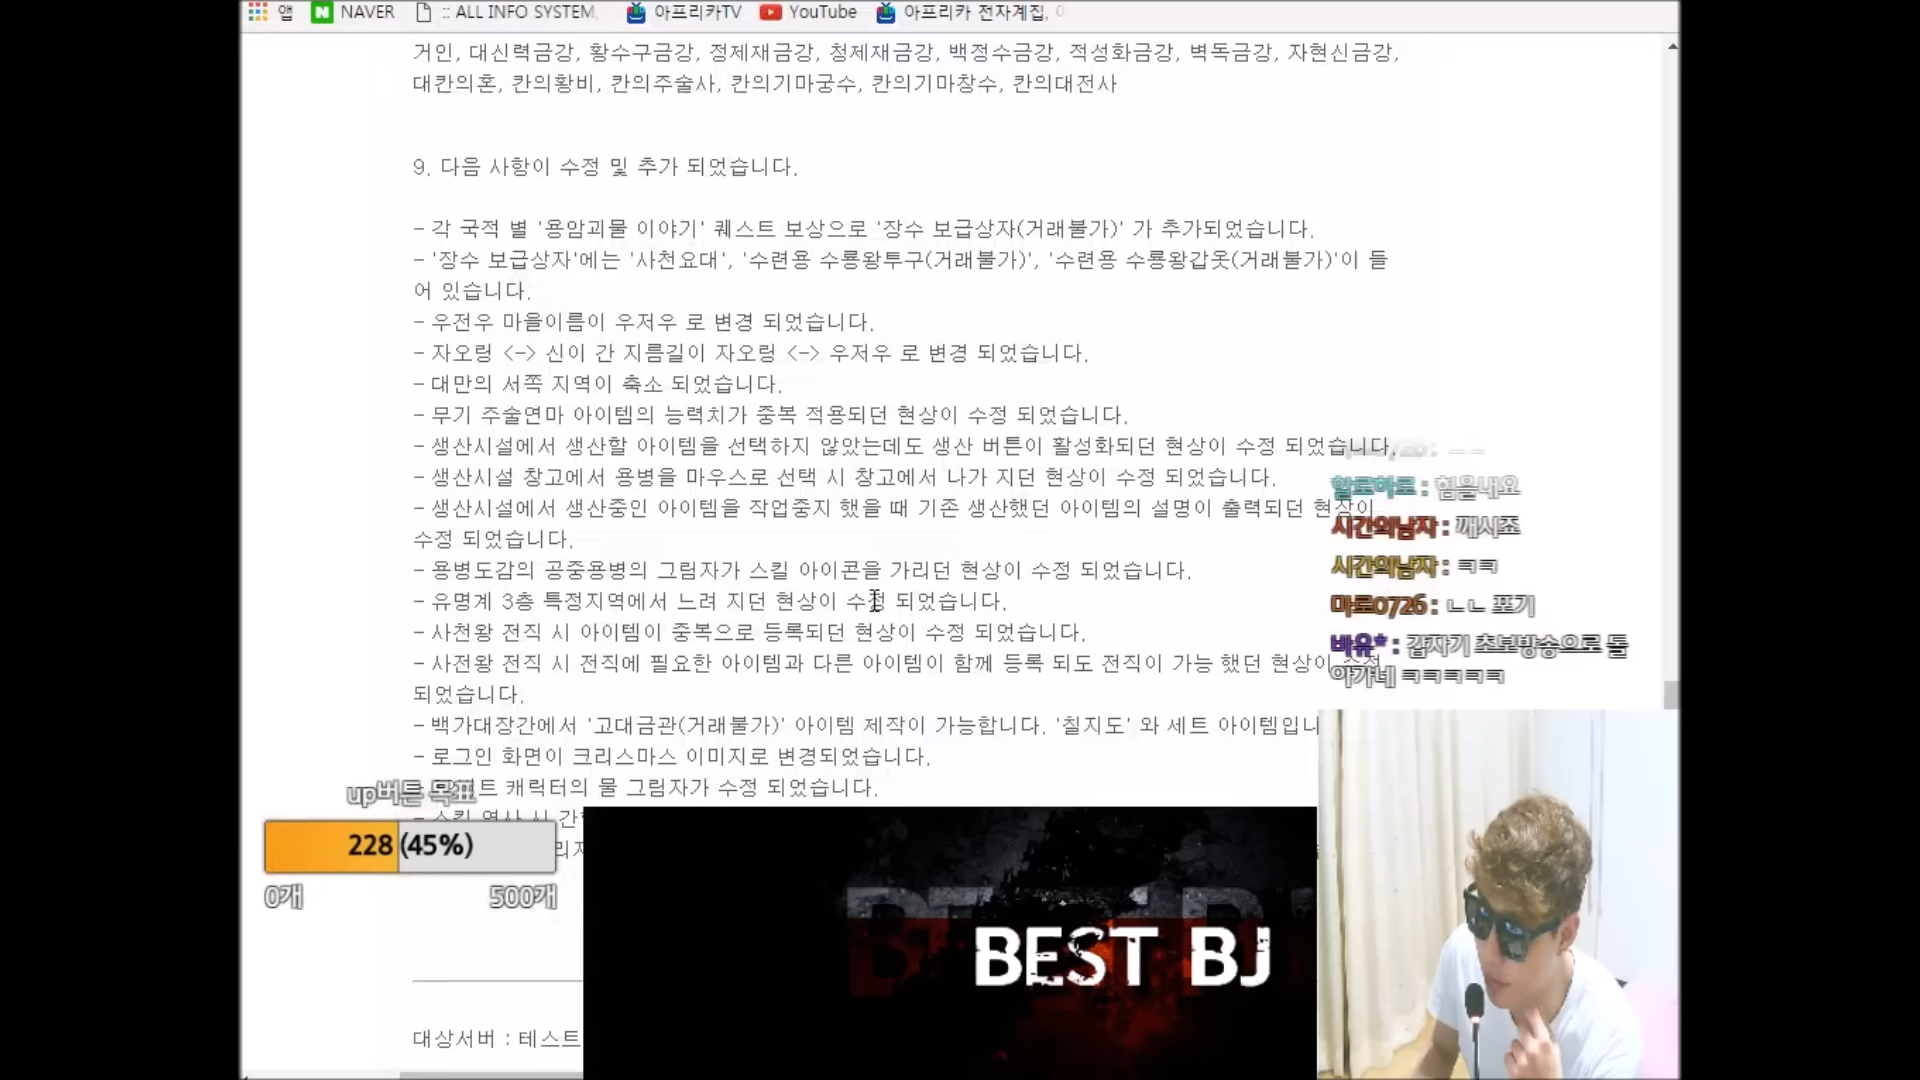 앱 NAVER :: ALL INFO SYSTEM, 아프리카TV YouTube 아프리카 전자계집,
거인, 대신력금강, 황수구금강, 정제재금강, 청제재금강, 백정수금강, 적성화금강, 벽독금강, 자현신금강,
대칸의혼, 칸의황비, 칸의주술사, 칸의기마궁수, 칸의기마창수, 칸의대전사
9. 다음 사항이 수정 및 추가 되었습니다.
- 각 국적 별 '용암괴물 이야기' 퀘스트 보상으로 '장수 보급상자(거래불가)' 가 추가되었습니다.
- '장수 보급상자'에는 '사천요대', '수련용 수룡왕투구(거래불가)', '수련용 수룡왕갑옷(거래불가)'이 들
어 있습니다.
- 우전우 마을이름이 우저우 로 변경 되었습니다.
- 자오링 <-> 신이 간 지름길이 자오링 <-> 우저우 로 변경 되었습니다.
- 대만의 서쪽 지역이 축소 되었습니다.
- 무기 주술연마 아이템의 능력치가 중복 적용되던 현상이 수정 되었습니다.
- 생산시설에서 생산할 아이템을 선택하지 않았는데도 생산 버튼이 활성화되던 현상이 수정 되었습니다.
- 생산시설 창고에서 용병을 마우스로 선택 시 창고에서 나가 지던 현상이 수정 되었습니다.
할로하르 : 힘을내요
- 생산시설에서 생산중인 아이템을 작업중지 했을 때 기존 생산했던 아이템의 설명이 출력되던 현상이
시간의남자 : 깨시죠
수정 되었습니다.
시간의남자 : ㅋㅋ
- 용병도감의 공중용병의 그림자가 스킬 아이콘을 가리던 현상이 수정 되었습니다.
- 유명계 3층 특정지역에서 느려 지던 현상이 수정 되었습니다.
마로0726 : ㄴㄴ 포기
- 사천왕 전직 시 아이템이 중복으로 등록되던 현상이 수정 되었습니다.
바유* : 갑자기 초보방송으로 돌
아가네 ㅋㅋㅋㅋㅋ
- 사전왕 전직 시 전직에 필요한 아이템과 다른 아이템이 함께 등록 되도 전직이 가능 했던 현상이 수정
되었습니다.
- 백가대장간에서 '고대금관(거래불가)' 아이템 제작이 가능합니다. '칠지도' 와 세트 아이템입니
- 로그인 화면이 크리스마스 이미지로 변경되었습니다.
트 캐릭터의 물 그림자가 수정 되었습니다.
up버튼 목표
228 (45%)
0개 500개
BEST BJ
대상서버 : 테스트